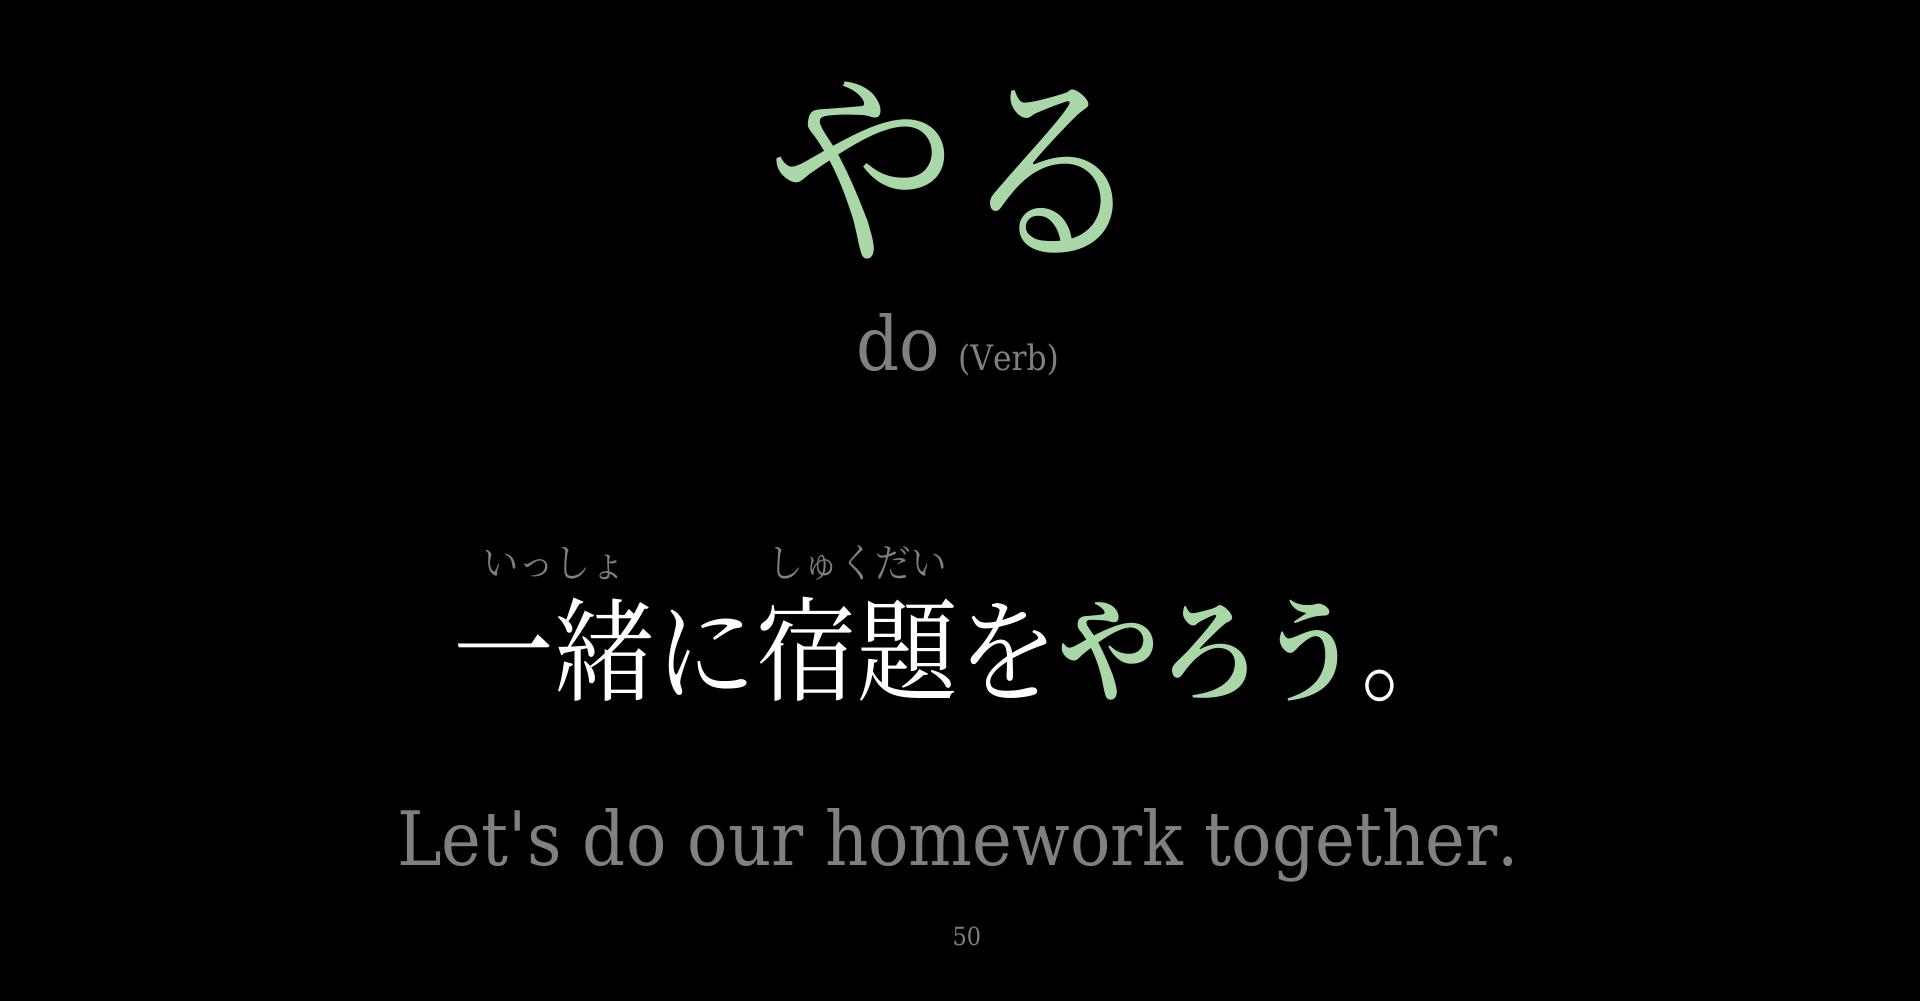 やる
do (Verb)
いっしょ しゅくだい
一緒に宿題をやろう。
Let's do our homework together.
50